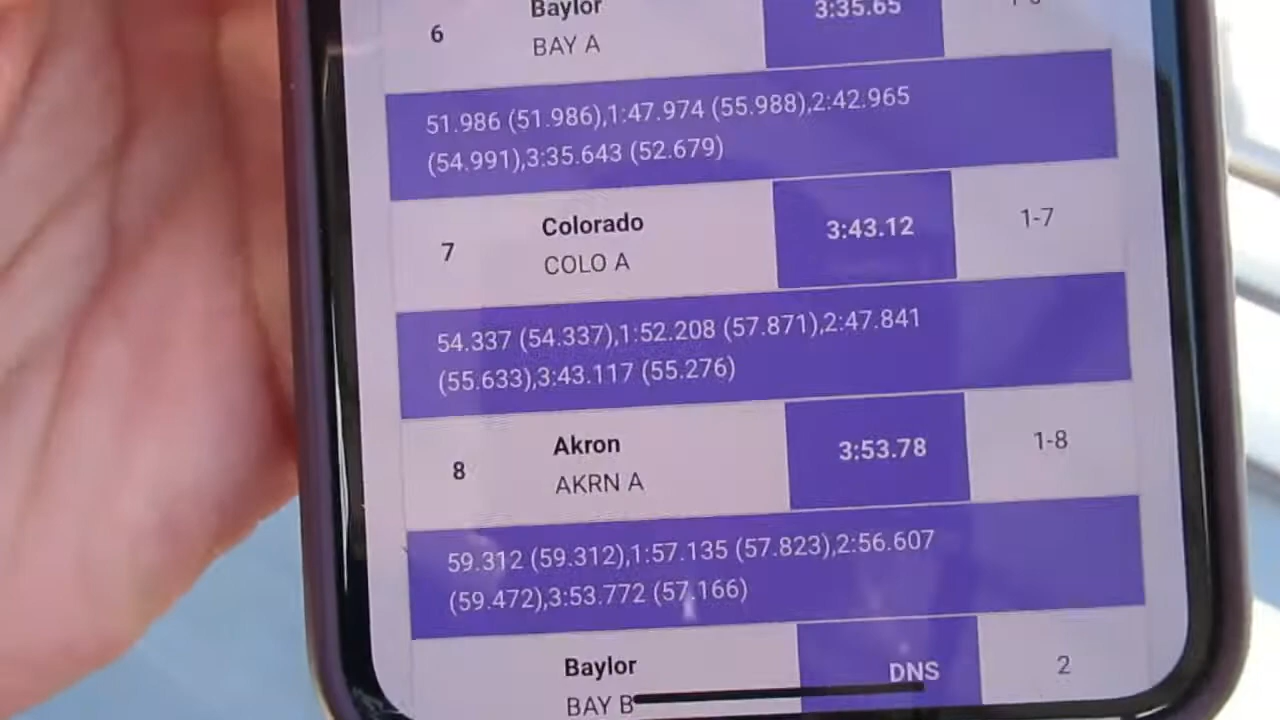 Baylor
6
3:35.65
BAY A
51.986 (51.986),1:47.974 (55.988),2:42.965
(54.991),3:35.643 (52.679)
Colorado
7
3:43.12
1-7
COLO A
54.337 (54.337),1:52.208 (57.871),2:47.841
(55.633),3:43.117 (55.276)
Akron
8
3:53.78
1-8
AKRN A
59.312 (59.312),1:57.135 (57.823),2:56.607
(59.472),3:53.772 (57.166)
Baylor
DNS
2
BAY B